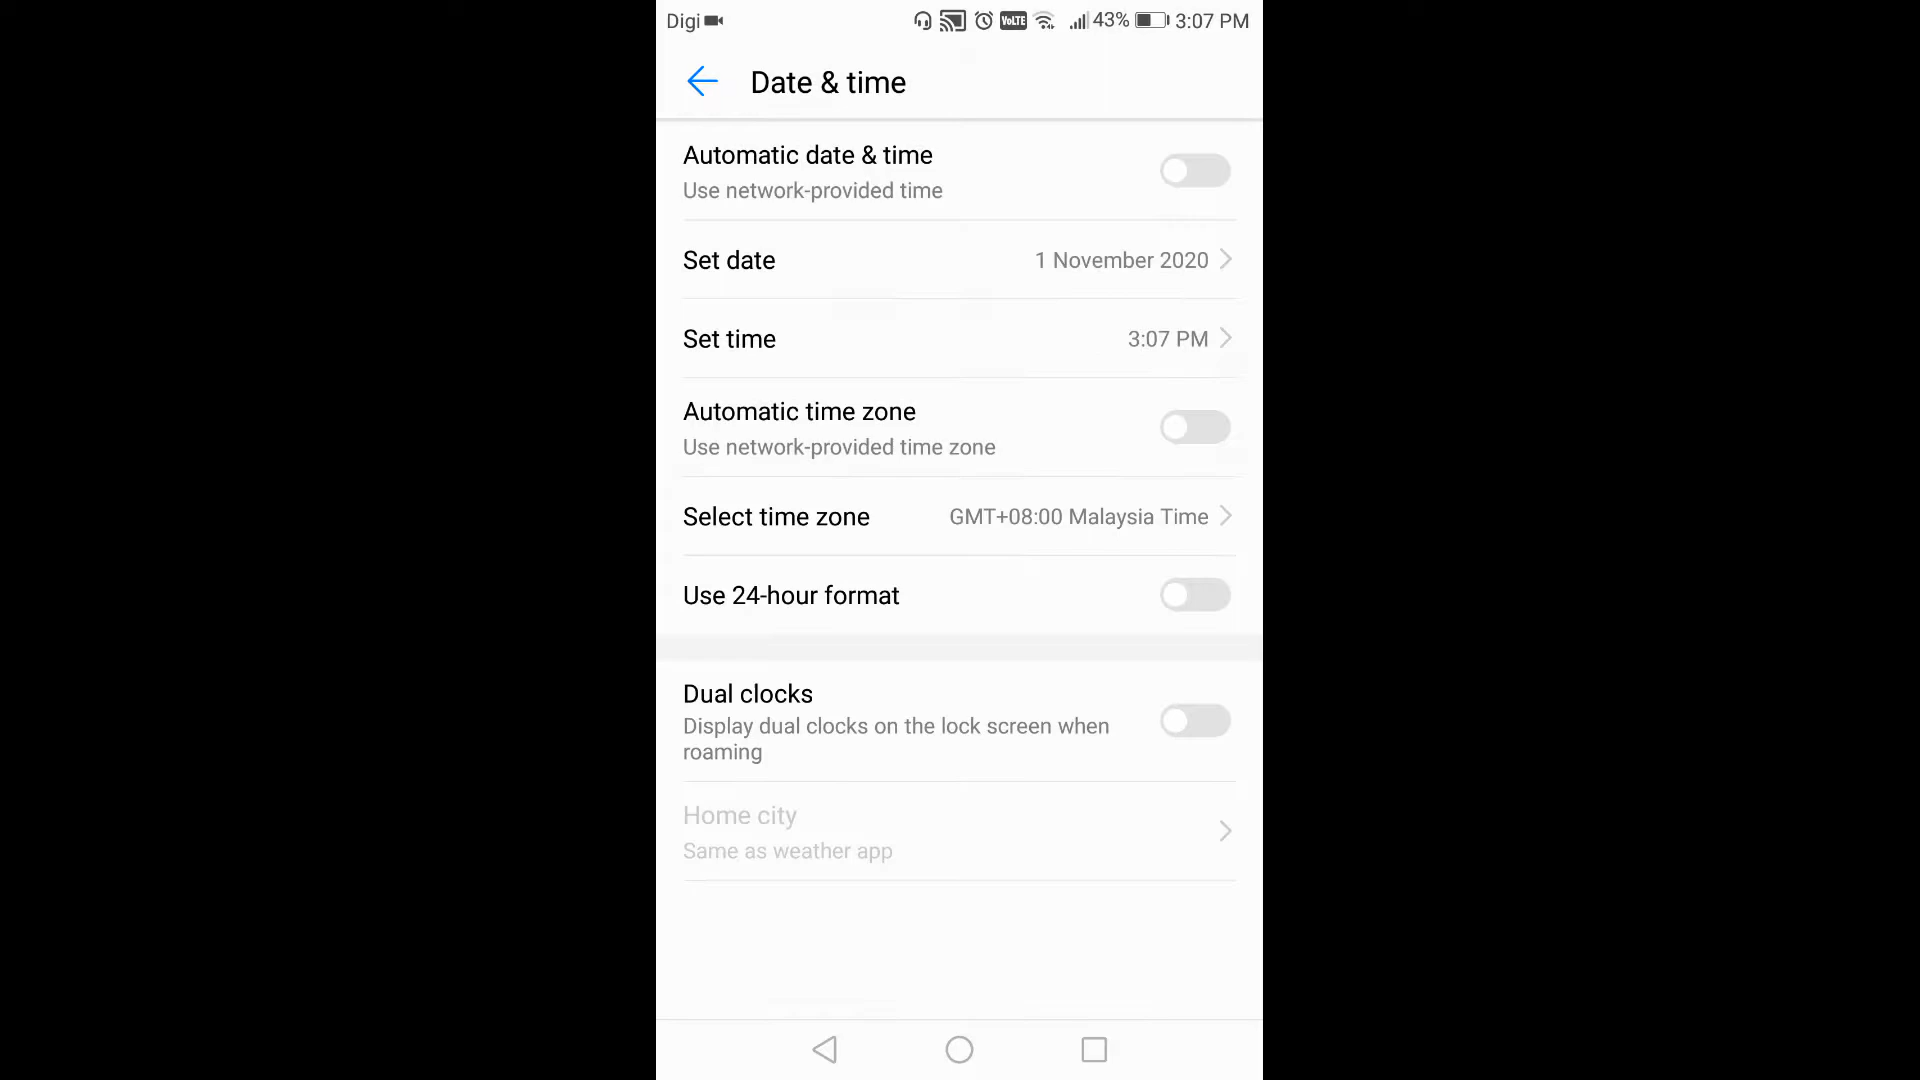 Digi VoLTE 43% 3:07 PM
Date & time
Automatic date & time
Use network-provided time
Set date 1 November 2020
Set time 3:07 PM
Automatic time zone
Use network-provided time zone
Select time zone GMT+08:00 Malaysia Time
Use 24-hour format
Dual clocks
Display dual clocks on the lock screen when
roaming
Home city
Same as weather app